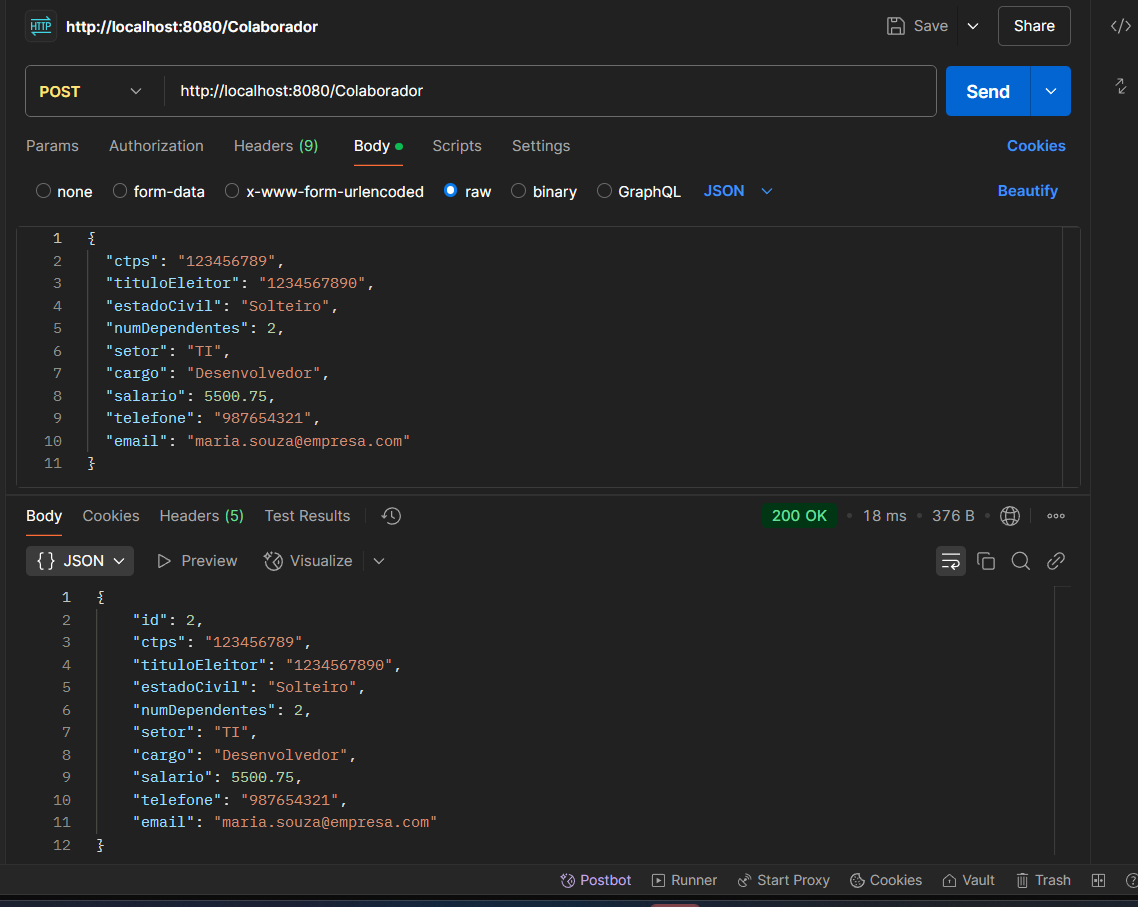 HTTP http://localhost:8080/Colaborador Save Share
POST http://localhost:8080/Colaborador Send
Params Authorization Headers (9) Body Scripts Settings Cookies
none form-data x-www-form-urlencoded raw binary GraphQL JSON Beautify
1 {
2 "ctps": "123456789",
3 "tituloEleitor": "1234567890",
4 "estadoCivil": "Solteiro",
5 "numDependentes": 2,
6 "setor": "TI",
7 "cargo": "Desenvolvedor",
8 "salario": 5500.75,
9 "telefone": "987654321",
10 "email": "maria.souza@empresa.com"
11 }
Body Cookies Headers (5) Test Results 200 OK • 18 ms • 376 B •
{} JSON Preview Visualize
1 {
2 "id": 2,
3 "ctps": "123456789",
4 "tituloEleitor": "1234567890",
5 "estadoCivil": "Solteiro",
6 "numDependentes": 2,
7 "setor": "TI",
8 "cargo": "Desenvolvedor",
9 "salario": 5500.75,
10 "telefone": "987654321",
11 "email": "maria.souza@empresa.com"
12 }
Postbot Runner Start Proxy Cookies Vault Trash